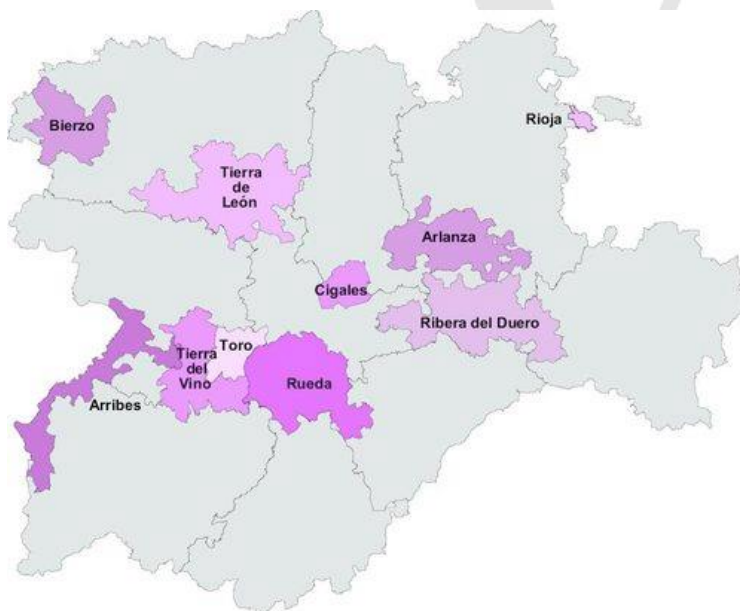 Bierzo
Rioja
Tierra
de
León
Arlanza
Cigales
Ribera del Duero
Toro
Tierra
del
Vino
Rueda
Arribes